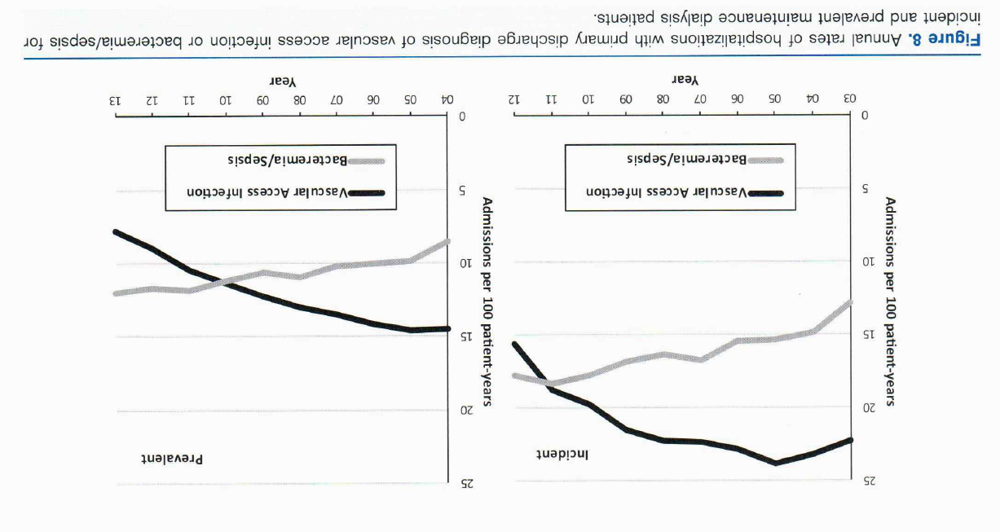 Incident
Admissions per 100 patient-years
25
20
15
10
5
0
Vascular Access Infection
Bacteremia/Sepsis
03 04 05 06 07 08 09 10 11 12
Year
Prevalent
Admissions per 100 patient-years
25
20
15
10
5
0
Vascular Access Infection
Bacteremia/Sepsis
04 05 06 07 08 09 10 11 12 13
Year
Figure 8. Annual rates of hospitalizations with primary discharge diagnosis of vascular access infection or bacteremia/sepsis for
incident and prevalent maintenance dialysis patients.